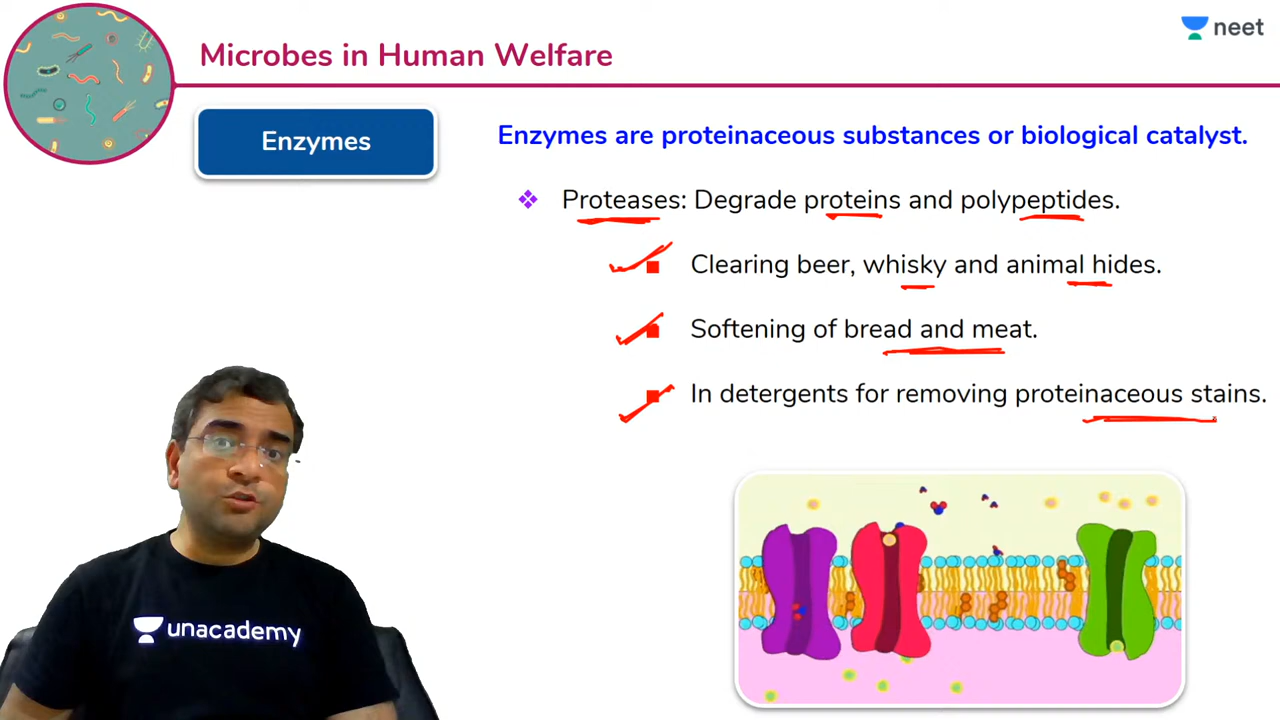 Microbes in Human Welfare
neet
Enzymes
Enzymes are proteinaceous substances or biological catalyst.
Proteases: Degrade proteins and polypeptides.
Clearing beer, whisky and animal hides.
Softening of bread and meat.
In detergents for removing proteinaceous stains.
unacademy